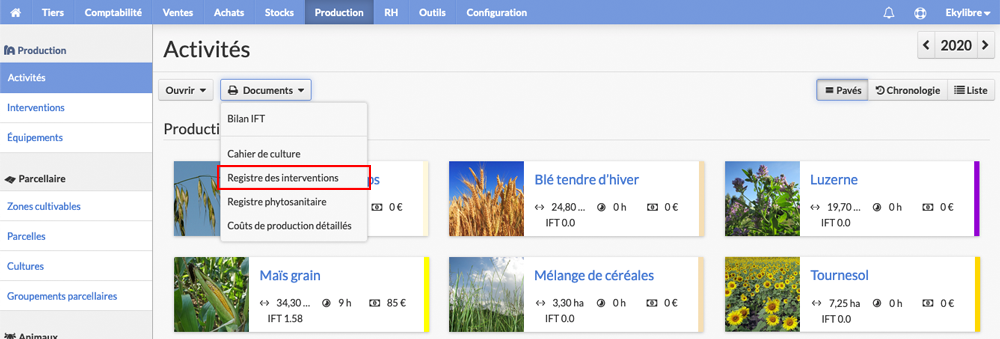 Tiers Comptabilité Ventes Achats Stocks Production RH Outils Configuration Ekylibre
Production
Activités
Interventions
Équipements
Parcellaire
Zones cultivables
Parcelles
Cultures
Groupements parcellaires
Animaux
Activités
2020
Ouvrir
Documents
Pavés
Chronologie
Liste
Bilan IFT
Cahier de culture
Registre des interventions
Registre phytosanitaire
Coûts de production détaillés
0 €
Blé tendre d'hiver
24,80 ... 0 h 0 €
IFT 0.0
Luzerne
19,70 ... 0 h 0 €
IFT 0.0
Maïs grain
34,30 ... 9 h 85 €
IFT 1.58
Mélange de céréales
3,30 ha 0 h 0 €
IFT 0.0
Tournesol
7,25 ha 0 h 0 €
IFT 0.0